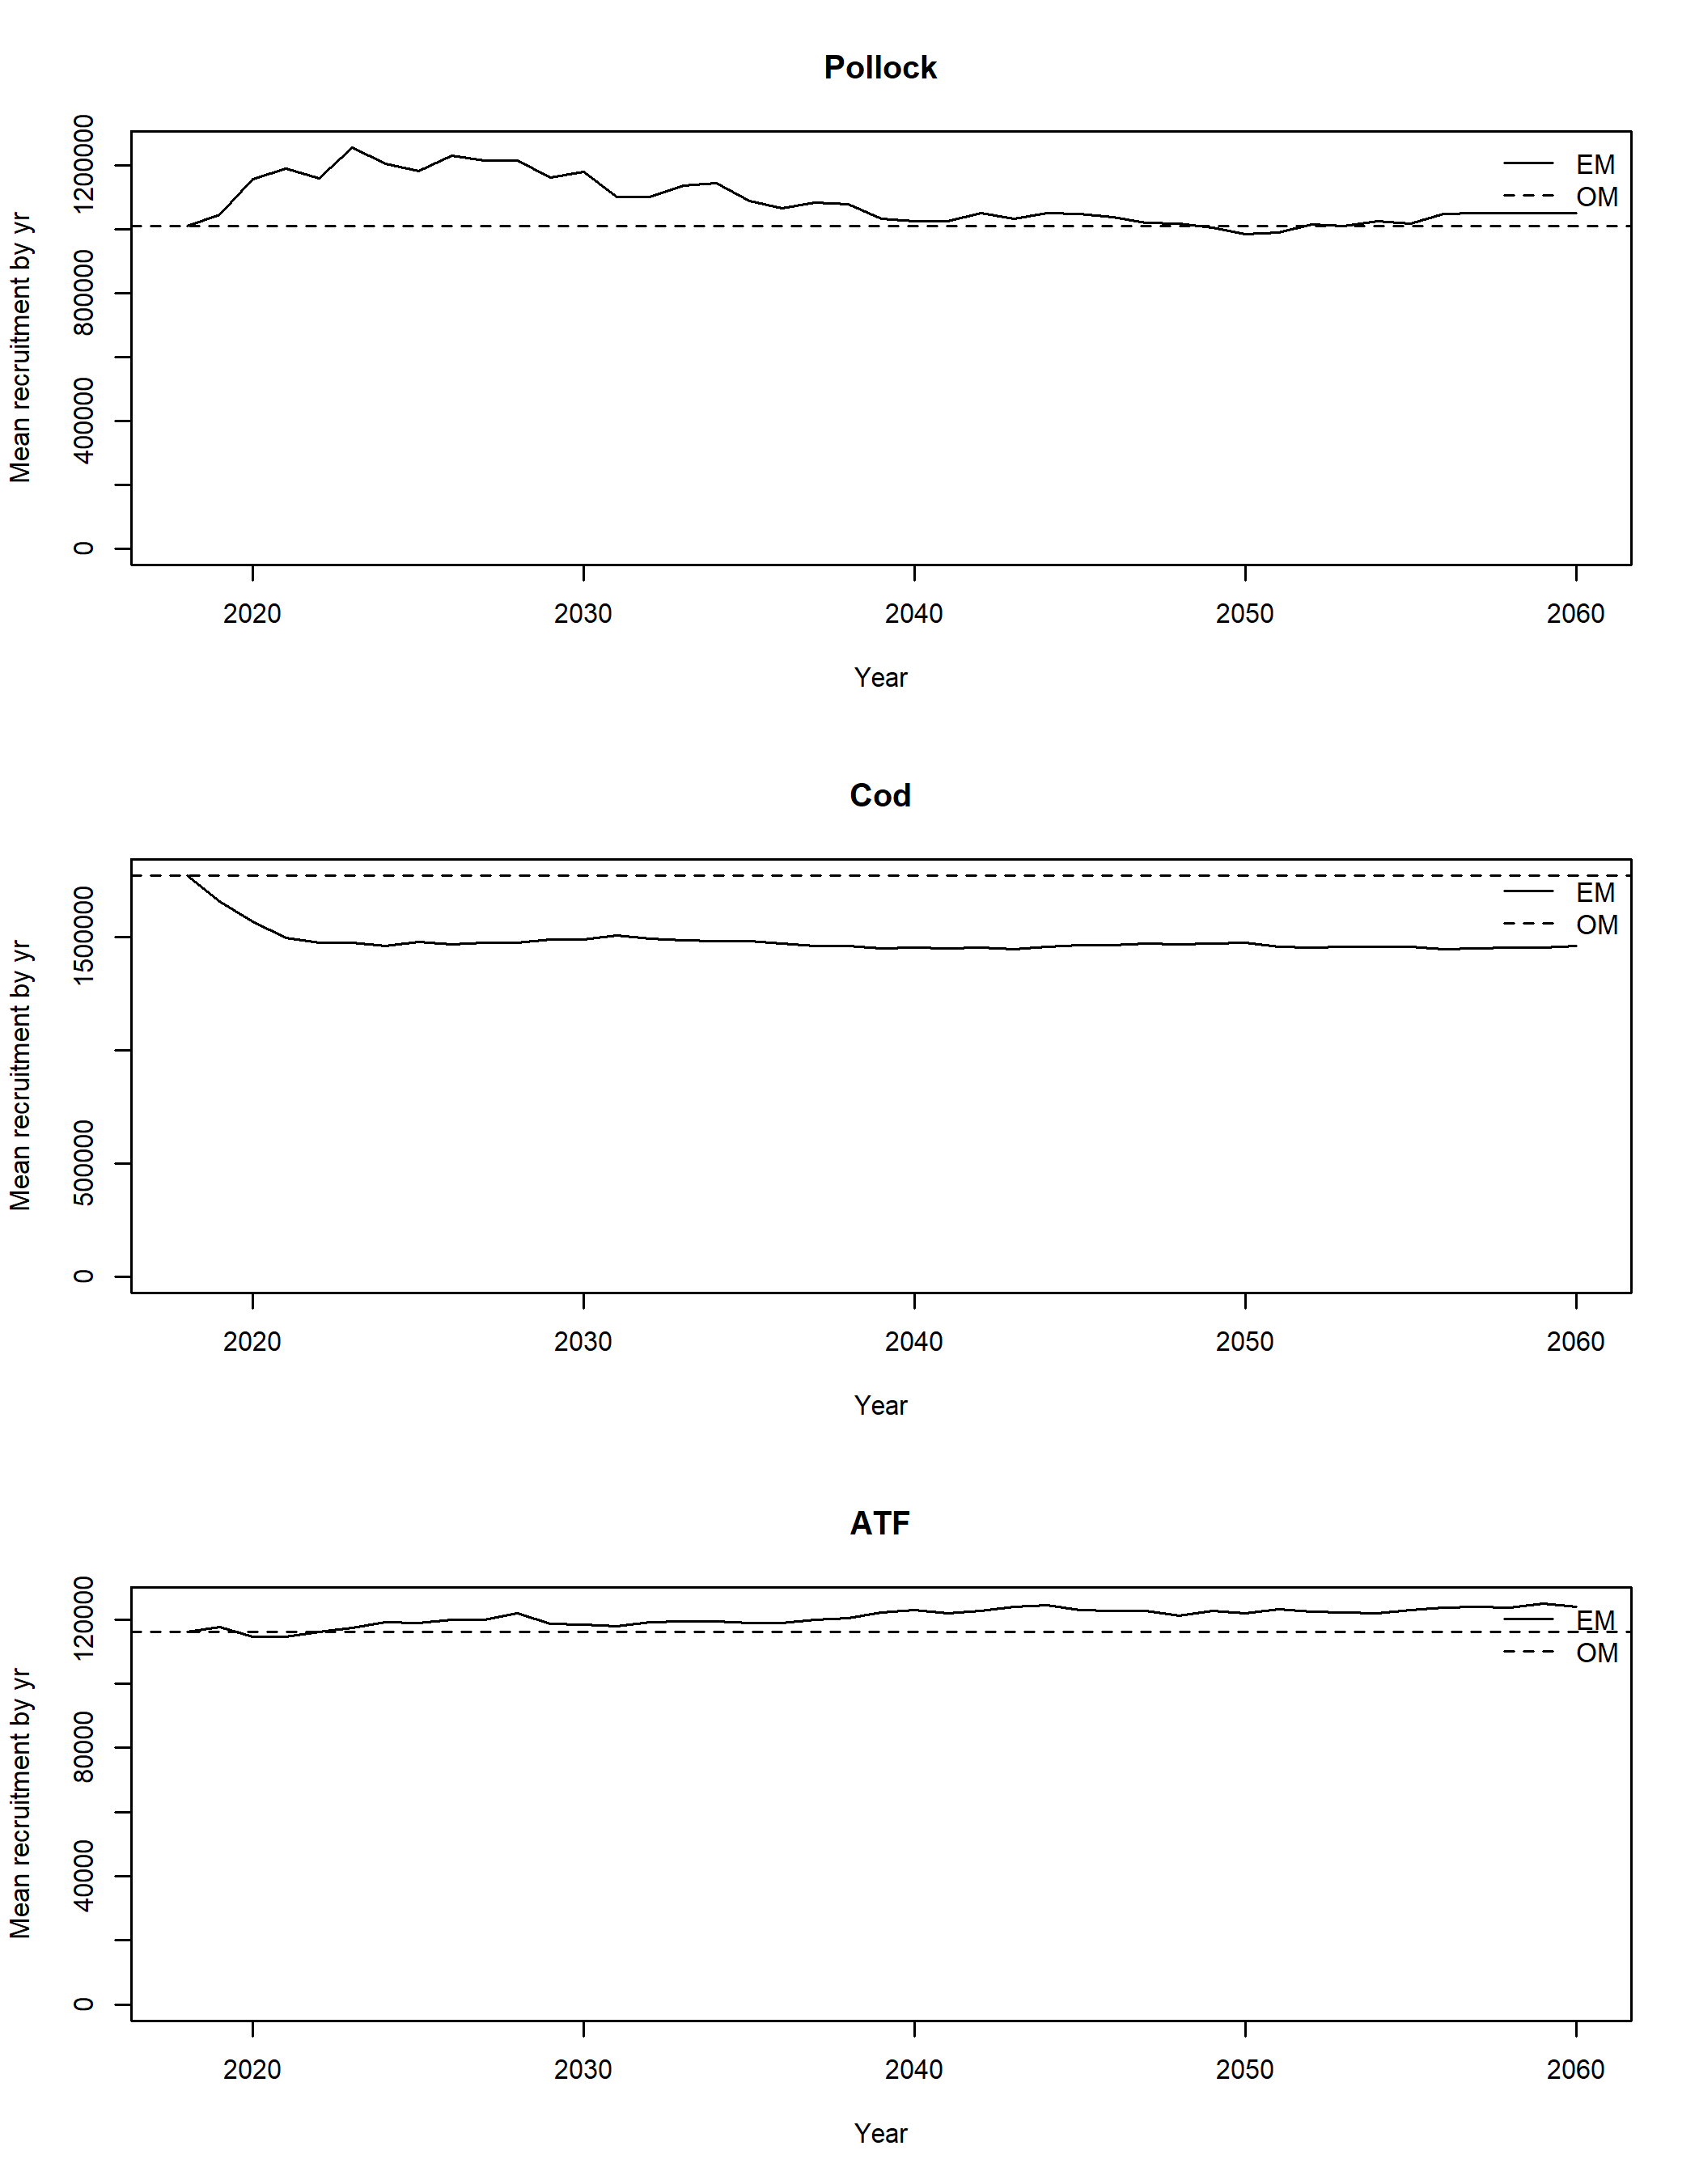 Pollock
Mean recruitment by yr
1200000
800000
400000
0
EM
OM
2020 2030 2040 2050 2060
Year
Cod
Mean recruitment by yr
1500000
500000
0
EM
OM
2020 2030 2040 2050 2060
Year
ATF
Mean recruitment by yr
120000
80000
40000
0
EM
OM
2020 2030 2040 2050 2060
Year